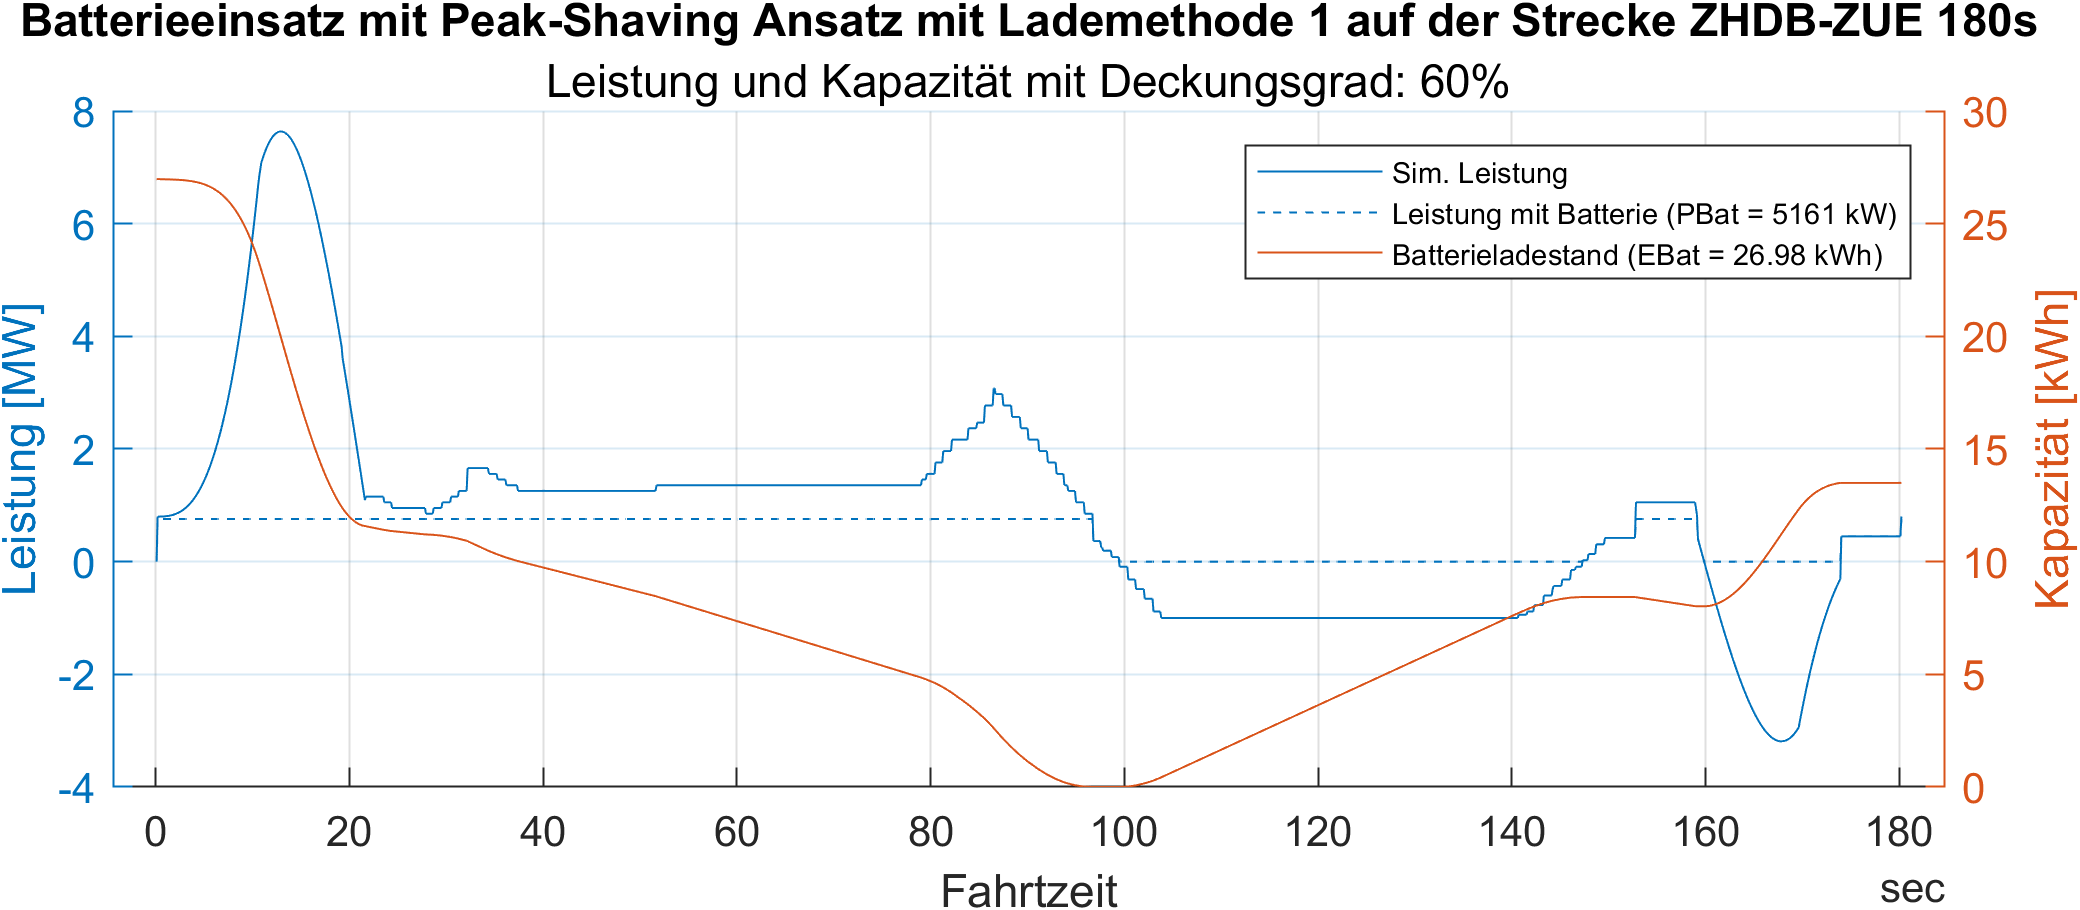 Batterieeinsatz mit Peak-Shaving Ansatz mit Lademethode 1 auf der Strecke ZHDB-ZUE 180s
Leistung und Kapazität mit Deckungsgrad: 60%
8
6
4
2
0
-2
-4
Leistung [MW]
30
25
20
15
10
5
0
Kapazität [kWh]
Sim. Leistung
Leistung mit Batterie (PBat = 5161 kW)
Batterieladestand (EBat = 26.98 kWh)
0 20 40 60 80 100 120 140 160 180
Fahrtzeit
sec